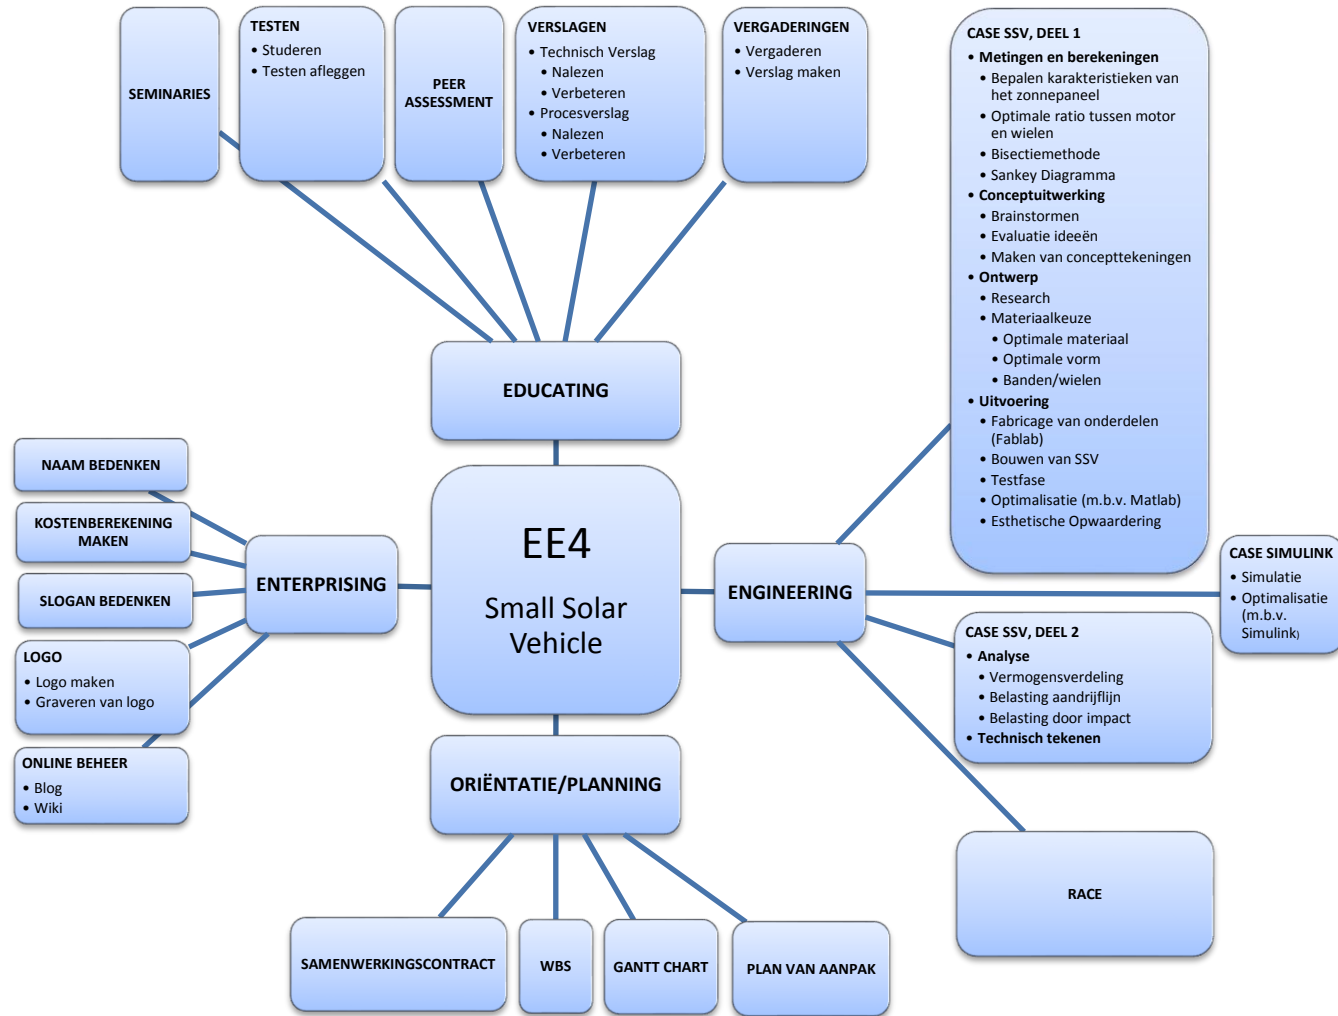 SEMINARIES
TESTEN
• Studeren
• Testen afleggen
PEER
ASSESSMENT
VERSLAGEN
• Technisch Verslag
• Nalezen
• Verbeteren
• Procesverslag
• Nalezen
• Verbeteren
VERGADERINGEN
• Vergaderen
• Verslag maken
CASE SSV, DEEL 1
• Metingen en berekeningen
• Bepalen karakteristieken van
het zonnepaneel
• Optimale ratio tussen motor
en wielen
• Bisectiemethode
• Sankey Diagramma
• Conceptuitwerking
• Brainstormen
• Evaluatie ideeën
• Maken van concepttekeningen
• Ontwerp
• Research
• Materiaalkeuze
• Optimale materiaal
• Optimale vorm
• Banden/wielen
• Uitvoering
• Fabricage van onderdelen
(Fablab)
• Bouwen van SSV
• Testfase
• Optimalisatie (m.b.v. Matlab)
• Esthetische Opwaardering
EDUCATING
NAAM BEDENKEN
KOSTENBEREKENING
MAKEN
SLOGAN BEDENKEN
LOGO
• Logo maken
• Graveren van logo
ONLINE BEHEER
• Blog
• Wiki
ENTERPRISING
EE4
Small Solar
Vehicle
ENGINEERING
CASE SIMULINK
• Simulatie
• Optimalisatie
(m.b.v.
Simulink)
CASE SSV, DEEL 2
• Analyse
• Vermogensverdeling
• Belasting aandrijflijn
• Belasting door impact
• Technisch tekenen
RACE
ORIËNTATIE/PLANNING
SAMENWERKINGSCONTRACT
WBS
GANTT CHART
PLAN VAN AANPAK